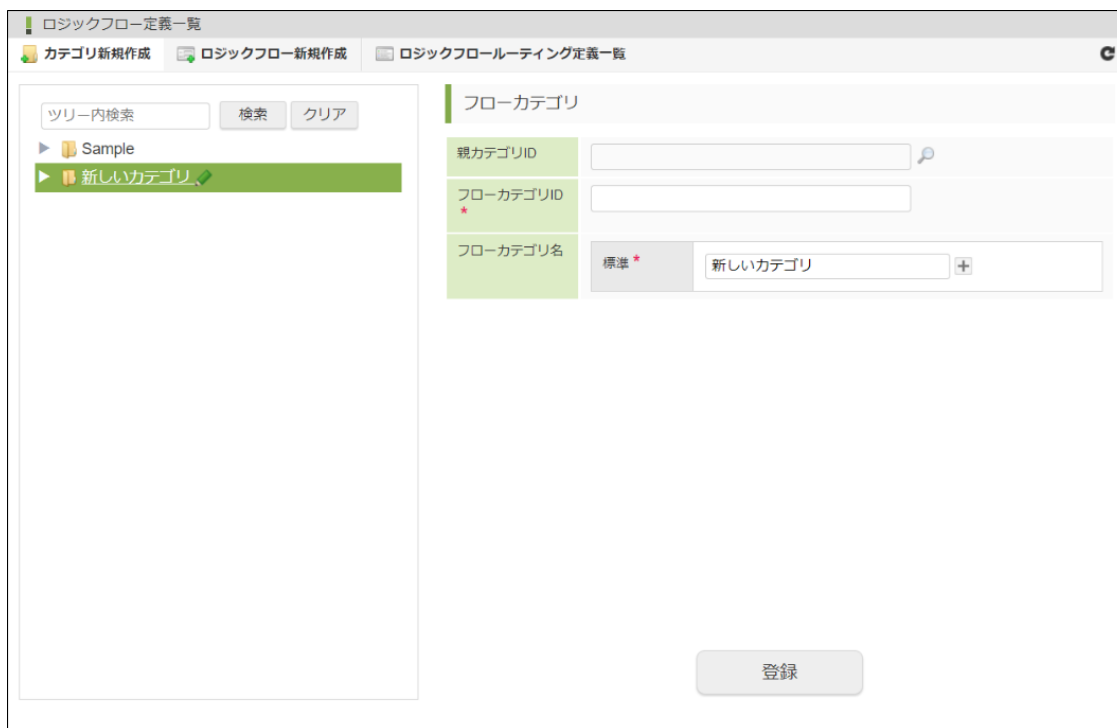 ロジックフロー定義一覧
カテゴリ新規作成 ロジックフロー新規作成 ロジックフロールーティング定義一覧
ツリー内検索 検索 クリア
Sample
新しいカテゴリ
フローカテゴリ
親カテゴリID
フローカテゴリID
*
フローカテゴリ名
標準 * 新しいカテゴリ
登録